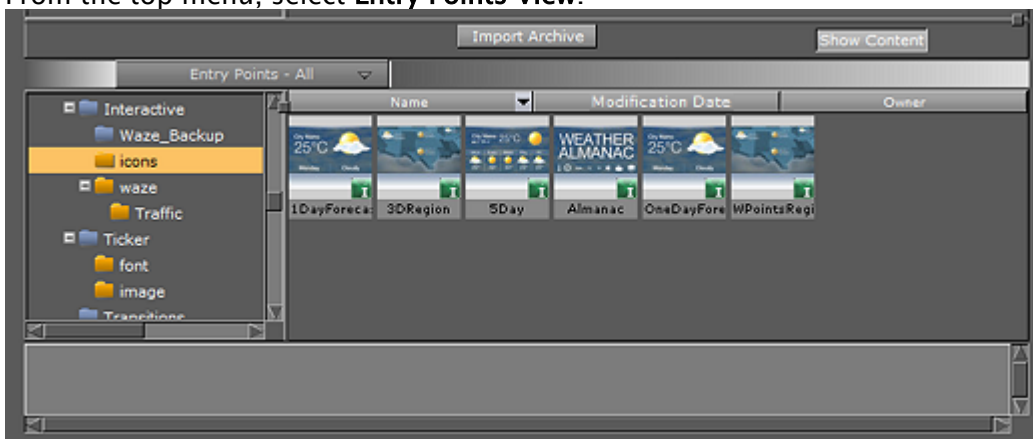 From the top menu, select Entry Points View.
Import Archive
Show Content
Entry Points - All
Name
Modification Date
Owner
Interactive
Waze_Backup
icons
waze
Traffic
Ticker
font
image
Transitions
25°C
WEATHER
ALMANAC
25°C
1DayForeca
3DRegion
5Day
Almanac
OneDayFore
WPointsRegi